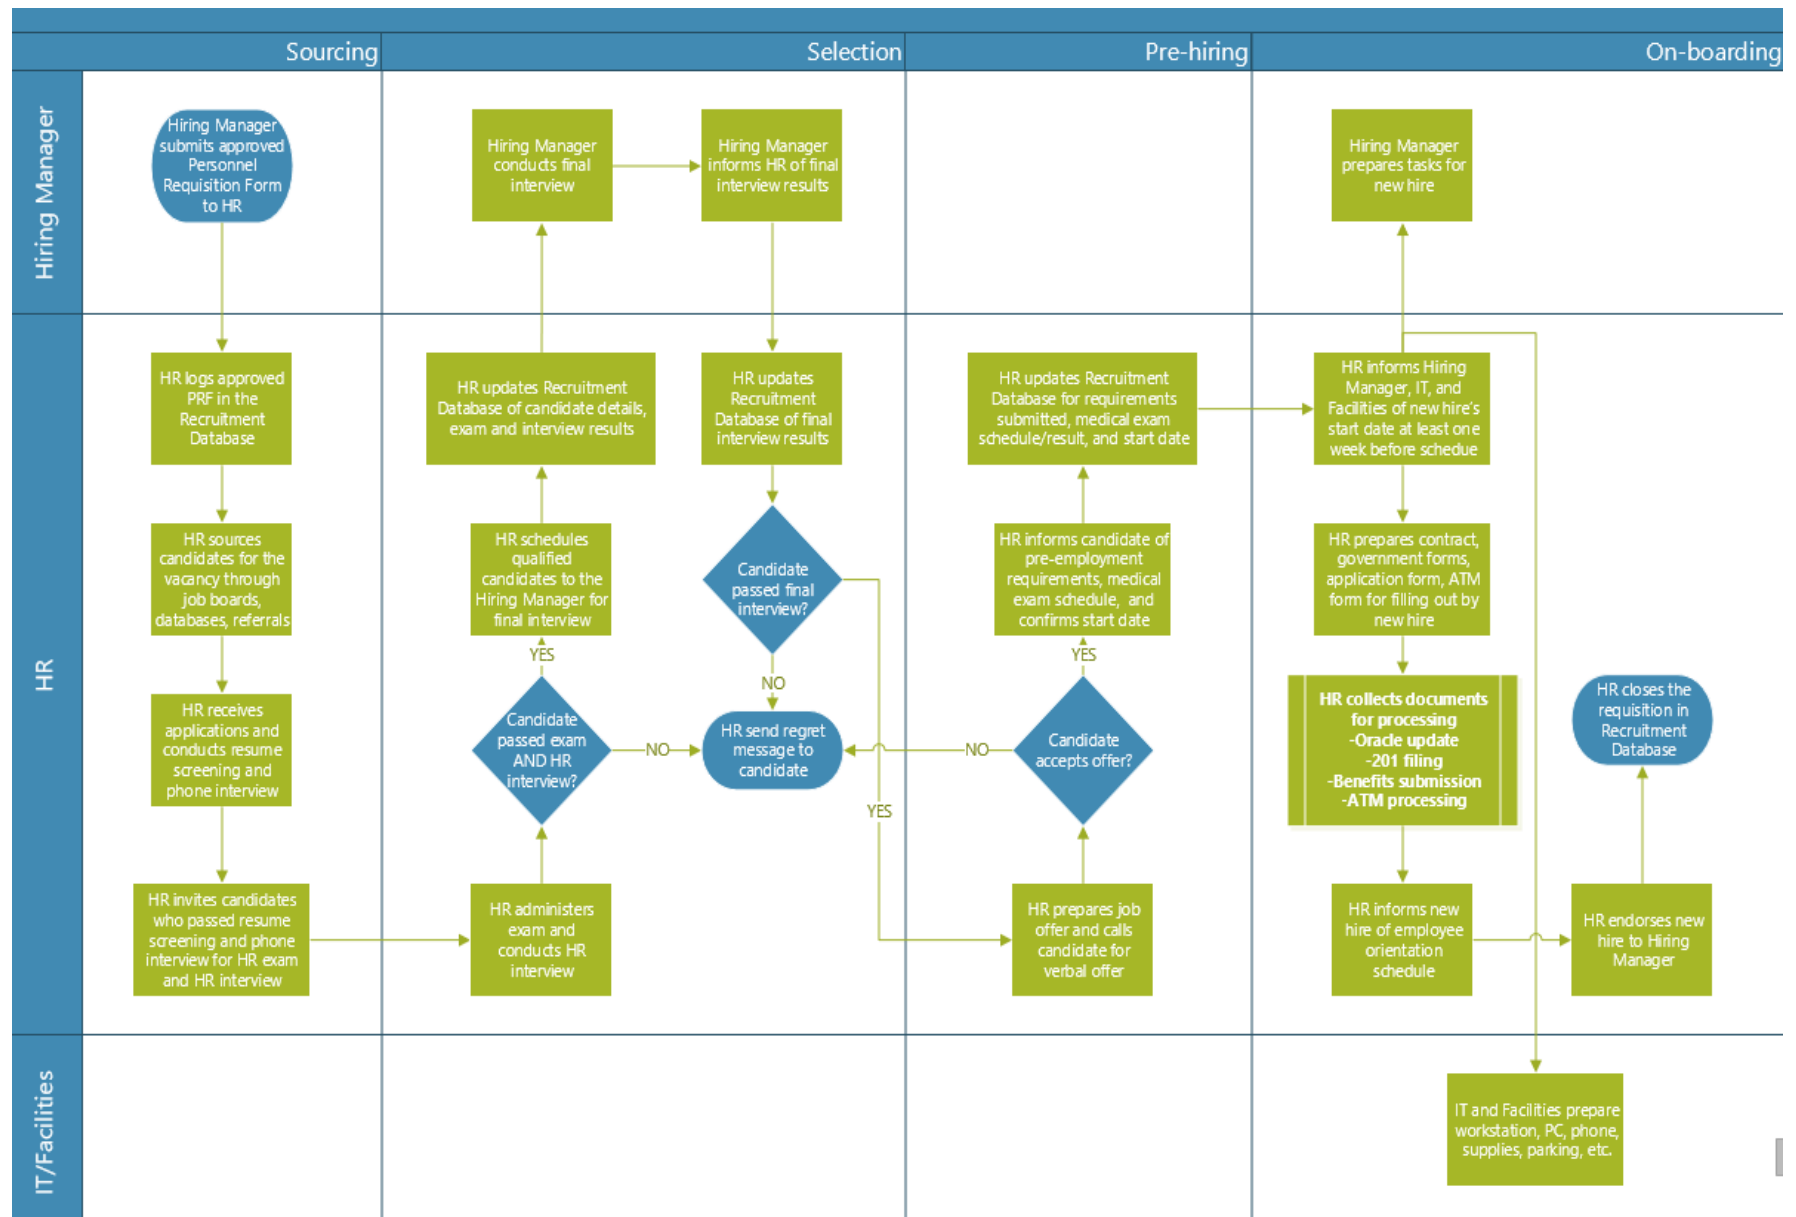 Sourcing
Selection
Pre-hiring
On-boarding
Hiring Manager
Hiring Manager
submits approved
Personnel
Requisition Form
to HR
Hiring Manager
conducts final
interview
Hiring Manager
informs HR of final
interview results
Hiring Manager
prepares tasks for
new hire
HR
HR logs approved
PRF in the
Recruitment
Database
HR sources
candidates for the
vacancy through
job boards,
databases, referrals
HR receives
applications and
conducts resume
screening and
phone interview
HR invites candidates
who passed resume
screening and phone
interview for HR exam
and HR interview
HR updates Recruitment
Database of candidate details,
exam and interview results
HR schedules
qualified
candidates to the
Hiring Manager for
final interview
YES
Candidate
passed exam
AND HR
interview?
NO
HR administers
exam and
conducts HR
interview
HR updates
Recruitment
Database of final
interview results
Candidate
passed final
interview?
NO
HR send regret
message to
candidate
YES
HR updates Recruitment
Database for requirements
submitted, medical exam
schedule/result, and start date
HR informs candidate of
pre-employment
requirements, medical
exam schedule, and
confirms start date
YES
Candidate
accepts offer?
NO
HR prepares job
offer and calls
candidate for
verbal offer
HR informs Hiring
Manager, IT, and
Facilities of new hire's
start date at least one
week before schedue
HR prepares contract,
government forms,
application form, ATM
form for filling out by
new hire
HR collects documents
for processing
-Oracle update
-201 filing
-Benefits submission
-ATM processing
HR informs new
hire of employee
orientation
schedule
HR closes the
requisition in
Recruitment
Database
HR endorses new
hire to Hiring
Manager
IT/Facilities
IT and Facilities prepare
workstation, PC, phone,
supplies, parking, etc.